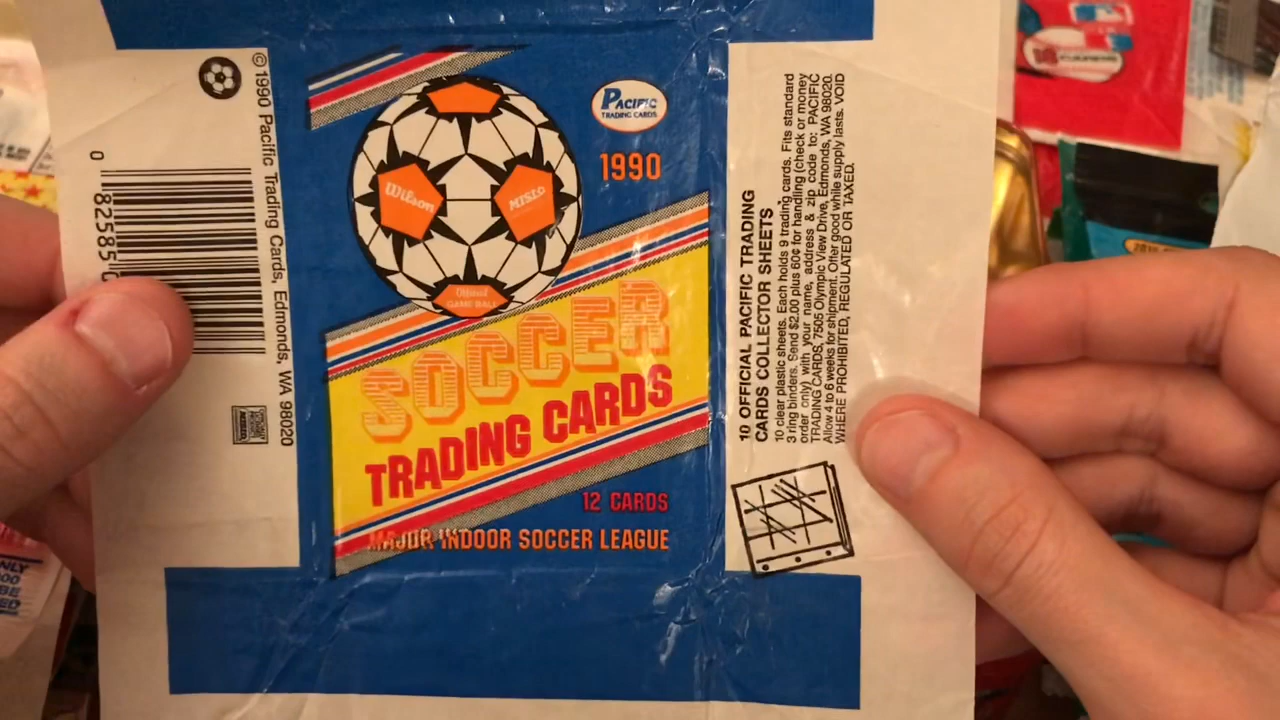 © 1990 Pacific Trading Cards, Edmonds, WA 98020
0
82585
PACIFIC
TRADING CARDS
1990
Wilson
MISL
Official
GAME BALL
SOCCER
TRADING CARDS
12 CARDS
MAJOR INDOOR SOCCER LEAGUE
10 OFFICIAL PACIFIC TRADING
CARDS COLLECTOR SHEETS
10 clear plastic sheets. Each holds 9 trading cards. Fits standard
3 ring binders. Send $2.00 plus 60¢ for handling (check or money
order only) with your name, address & zip code to: PACIFIC
TRADING CARDS, 7505 Olympic View Drive, Edmonds, WA 98020.
Allow 4 to 6 weeks for shipment. Offer good while supply lasts. VOID
WHERE PROHIBITED, REGULATED OR TAXED.